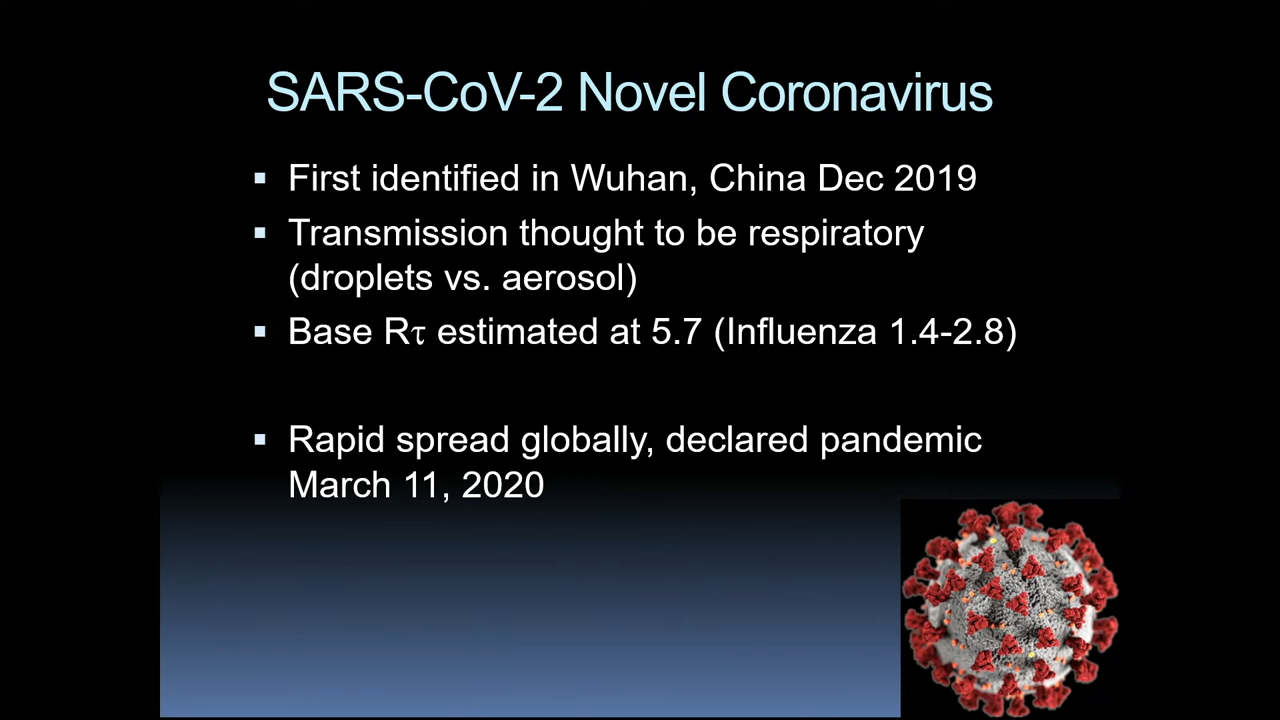 SARS-CoV-2 Novel Coronavirus
▪ First identified in Wuhan, China Dec 2019
▪ Transmission thought to be respiratory
(droplets vs. aerosol)
▪ Base Rτ estimated at 5.7 (Influenza 1.4-2.8)
▪ Rapid spread globally, declared pandemic
March 11, 2020